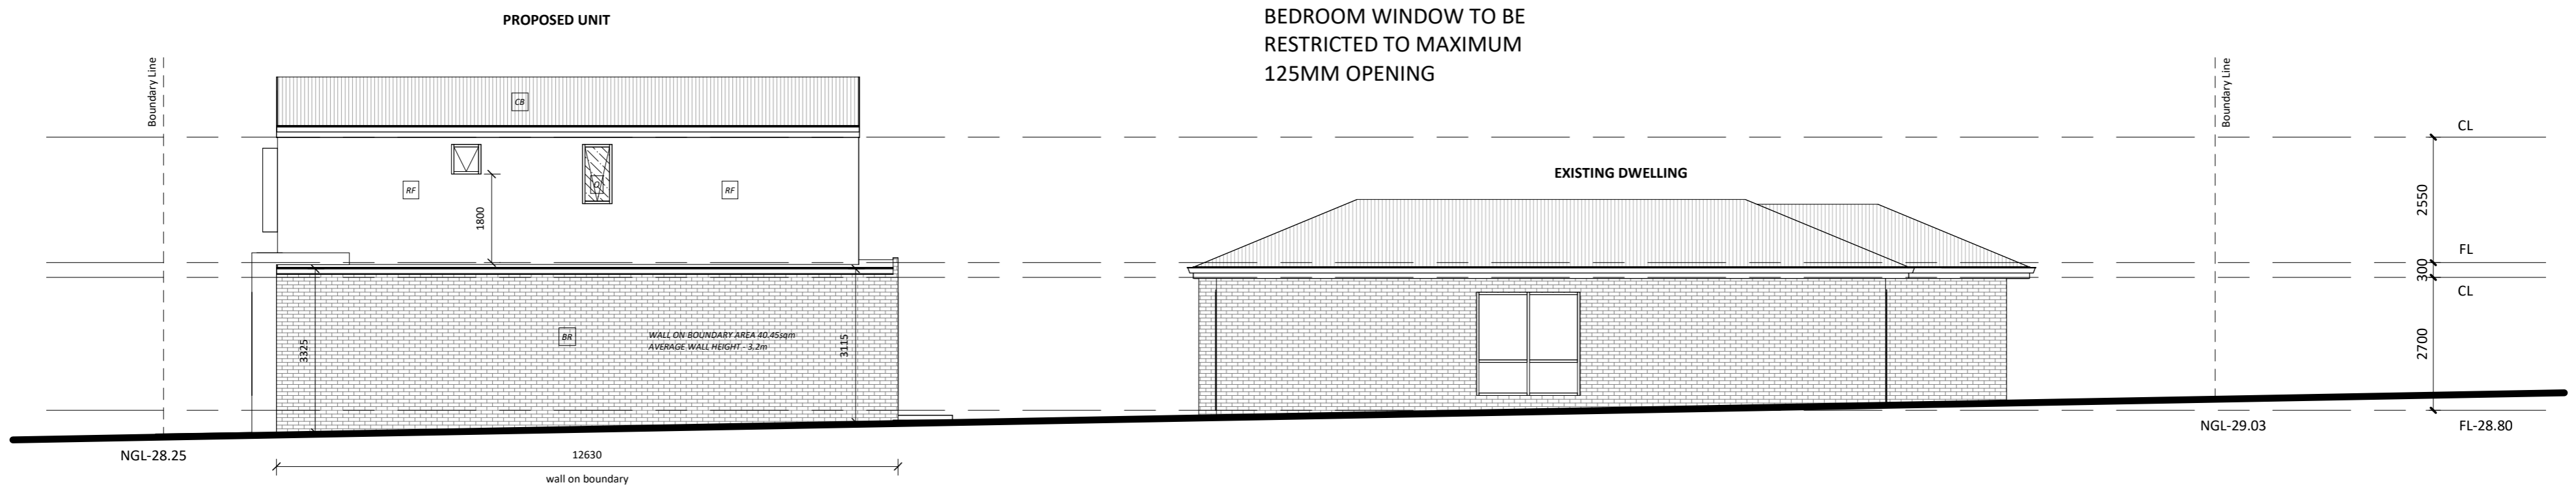 PROPOSED UNIT
BEDROOM WINDOW TO BE
RESTRICTED TO MAXIMUM
125MM OPENING
Boundary Line
Boundary Line
CB
CL
EXISTING DWELLING
RF
O
RF
1800
2550
FL
300
CL
WALL ON BOUNDARY AREA 40.45sqm
AVERAGE WALL HEIGHT - 3.2m
BR
3325
3115
2700
NGL-28.25
NGL-29.03
FL-28.80
12630
wall on boundary